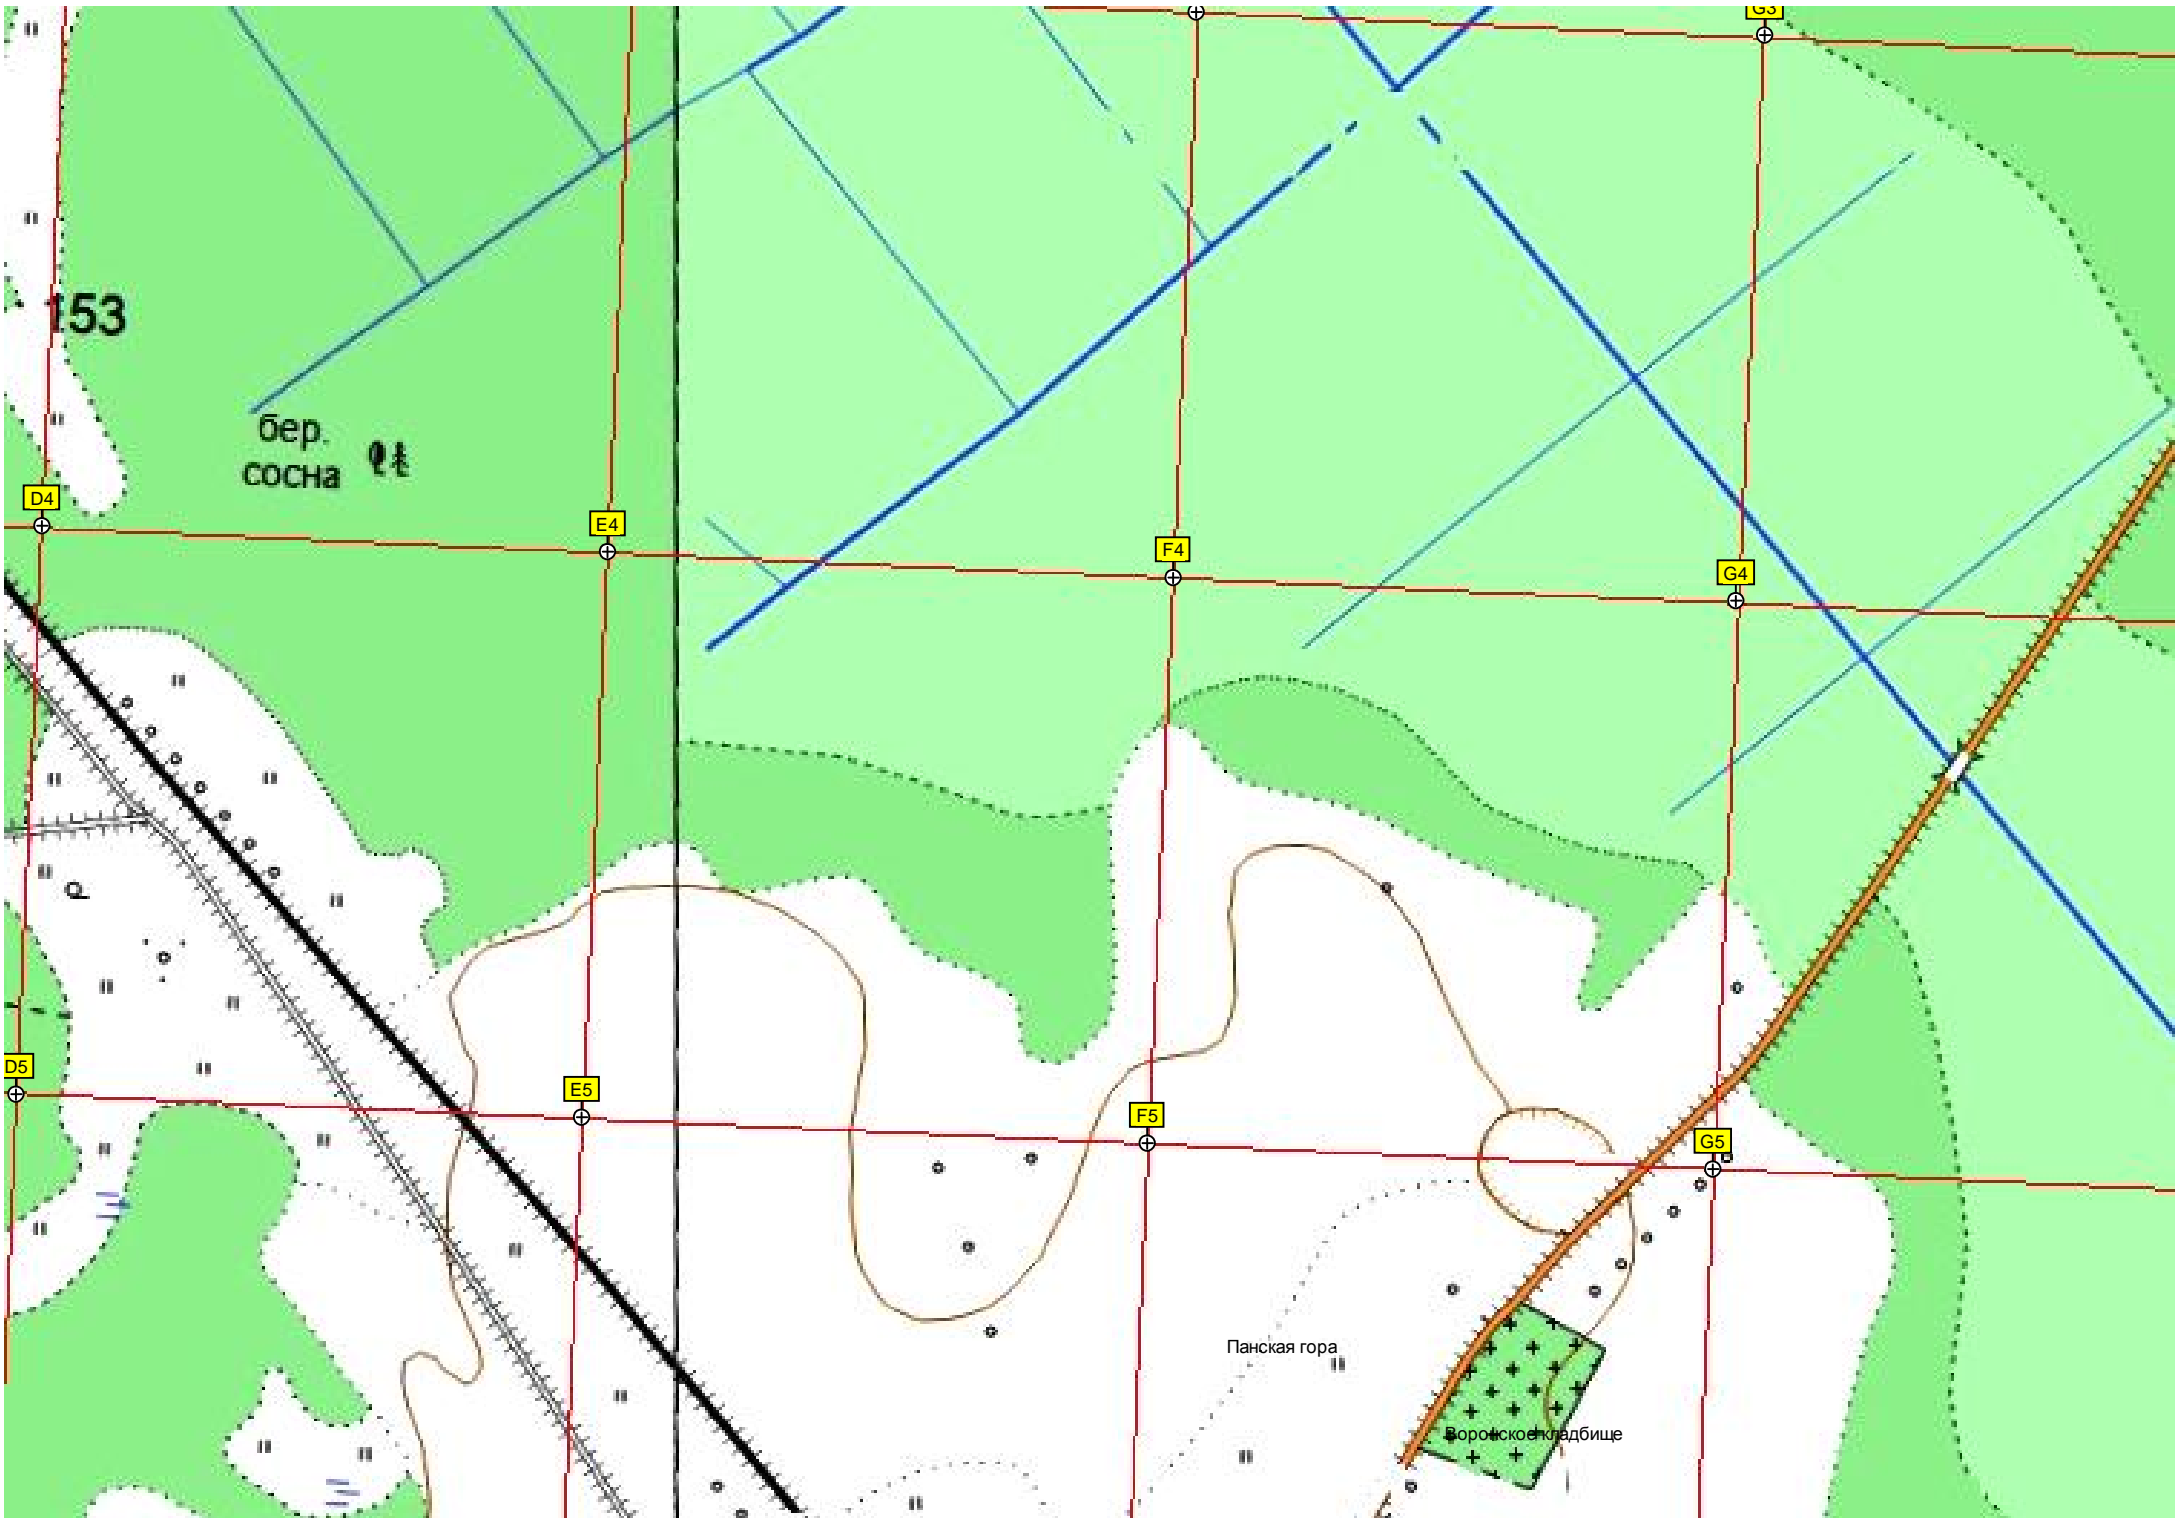 G3
153
бер.
сосна
D4
E4
F4
G4
D5
E5
F5
G5
Панская гора
Воронское кладбище